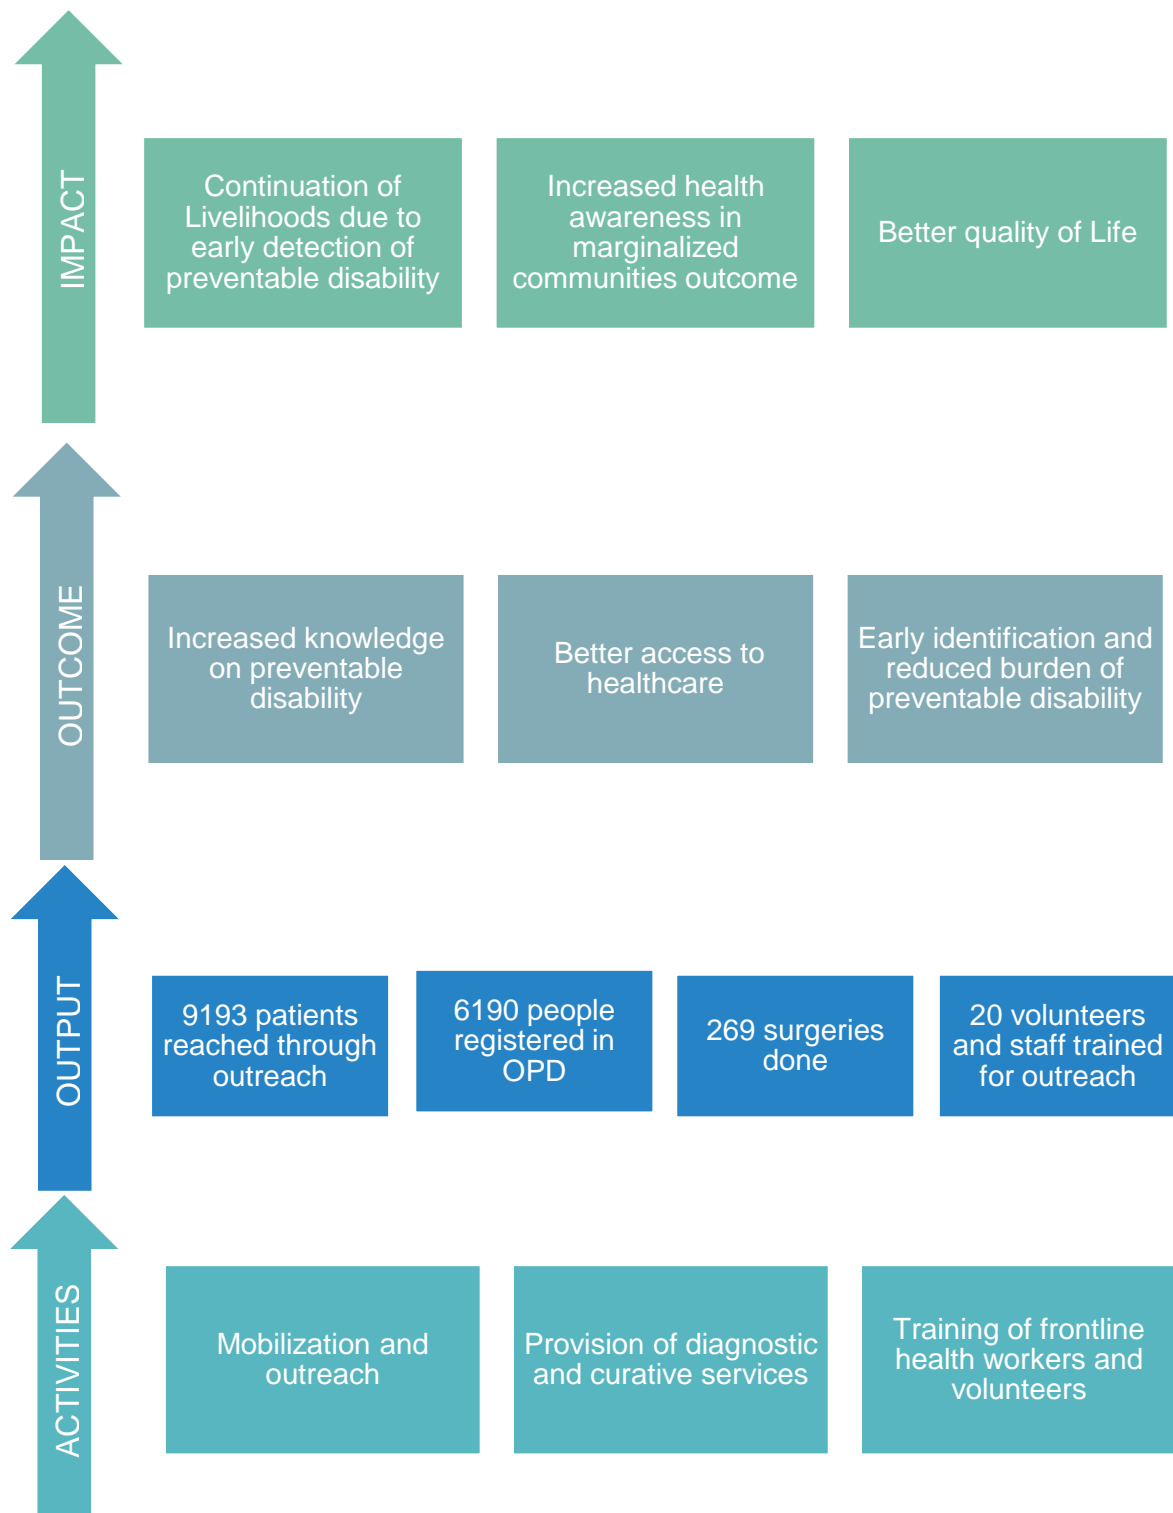 IMPACT
Continuation of
Livelihoods due to
early detection of
preventable disability
Increased health
awareness in
marginalized
communities outcome
Better quality of Life
OUTCOME
Increased knowledge
on preventable
disability
Better access to
healthcare
Early identification and
reduced burden of
preventable disability
OUTPUT
9193 patients
reached through
outreach
6190 people
registered in
OPD
269 surgeries
done
20 volunteers
and staff trained
for outreach
ACTIVITIES
Mobilization and
outreach
Provision of diagnostic
and curative services
Training of frontline
health workers and
volunteers